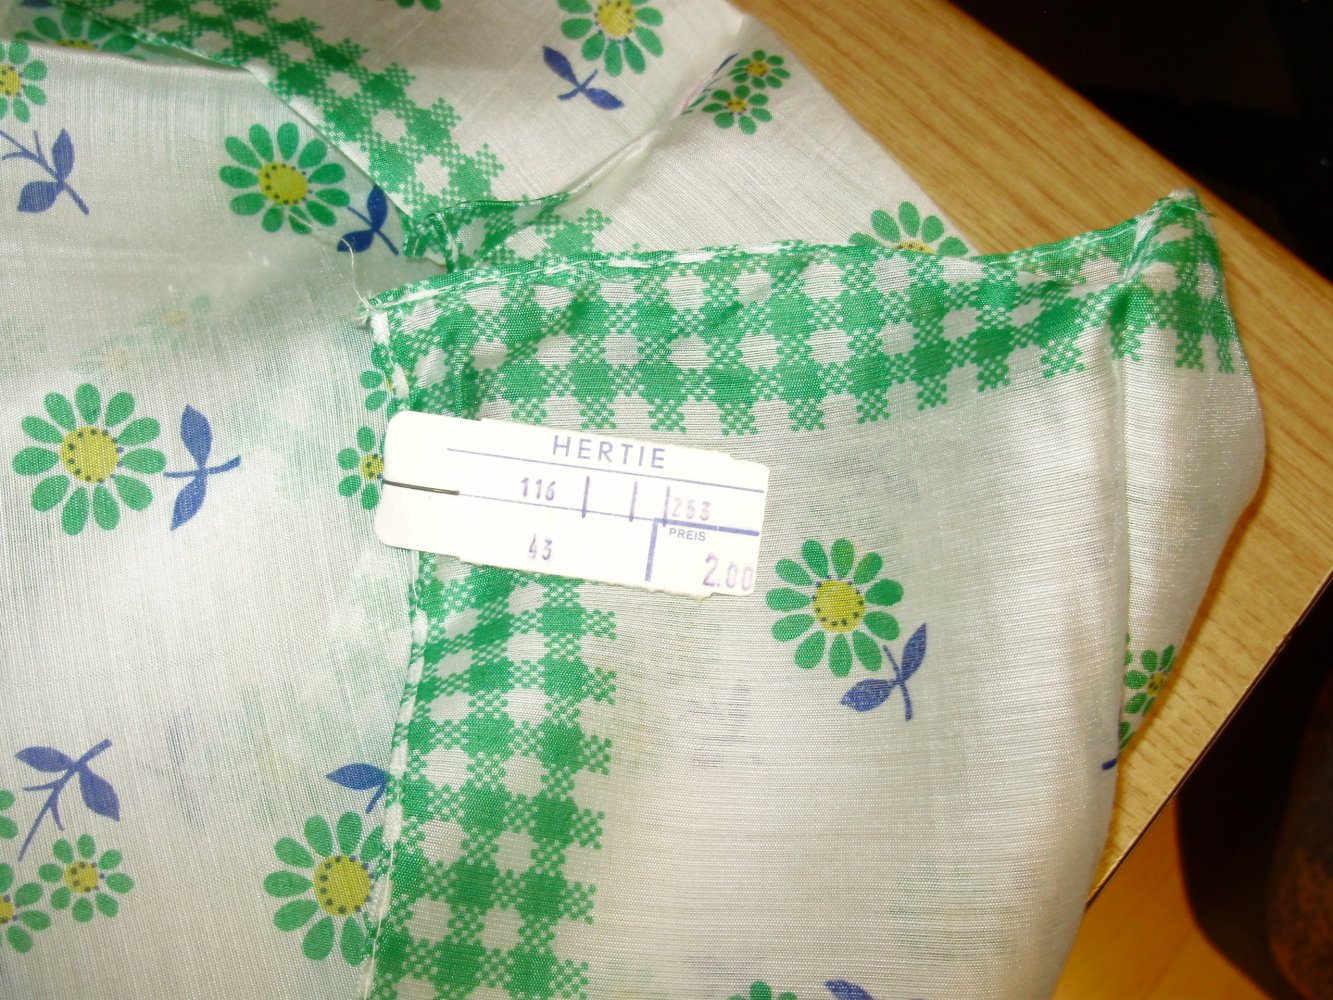 HERTIE
116 253
PREIS
43 2.00